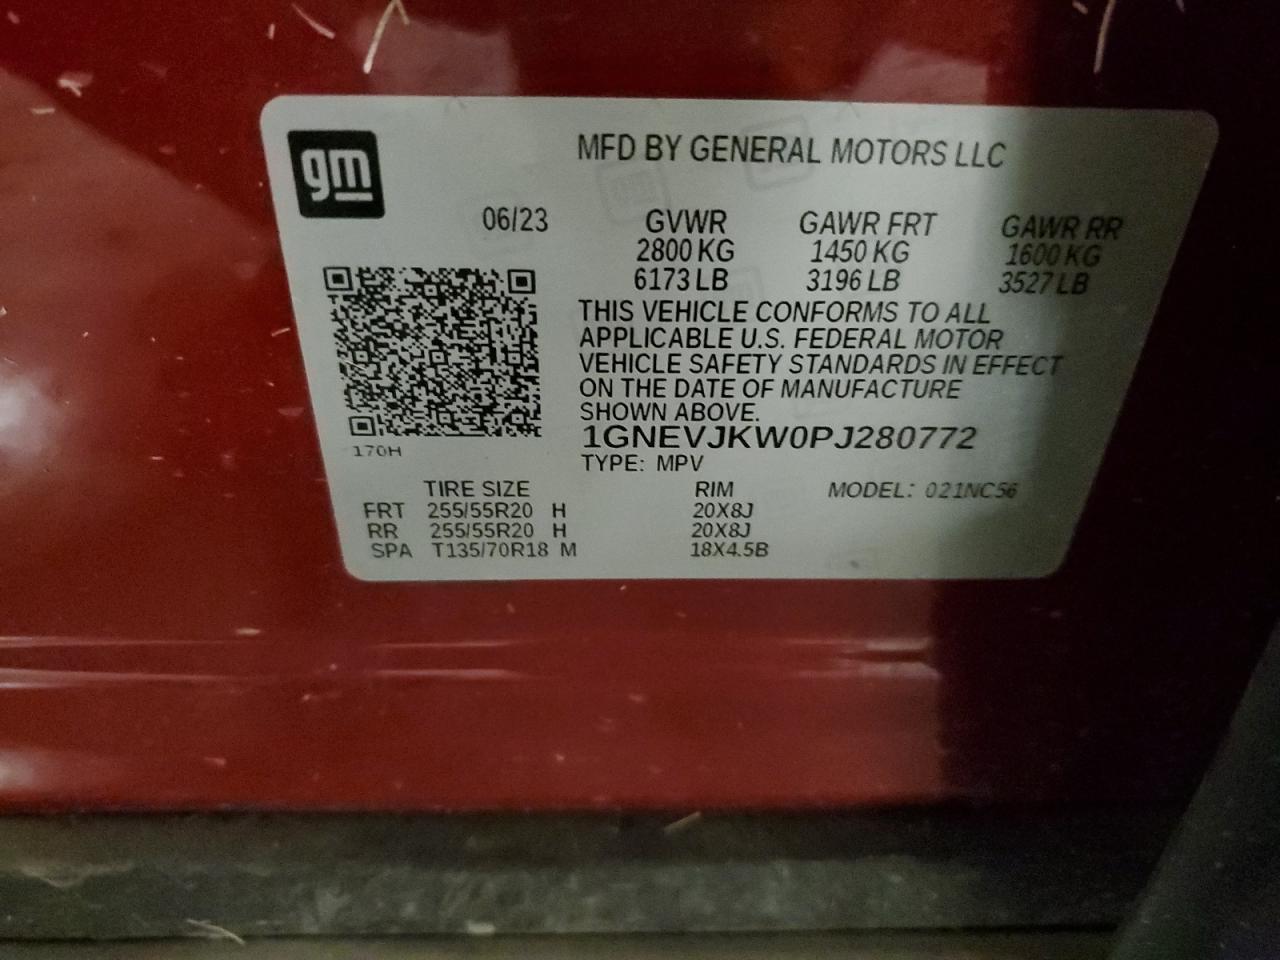 gm
MFD BY GENERAL MOTORS LLC
06/23 GVWR GAWR FRT GAWR RR
2800 KG 1450 KG 1600 KG
6173 LB 3196 LB 3527 LB
THIS VEHICLE CONFORMS TO ALL
APPLICABLE U.S. FEDERAL MOTOR
VEHICLE SAFETY STANDARDS IN EFFECT
ON THE DATE OF MANUFACTURE
SHOWN ABOVE.
1GNEVJKW0PJ280772
170H
TYPE: MPV
TIRE SIZE RIM MODEL: 021NC56
FRT 255/55R20 H 20X8J
RR 255/55R20 H 20X8J
SPA T135/70R18 M 18X4.5B